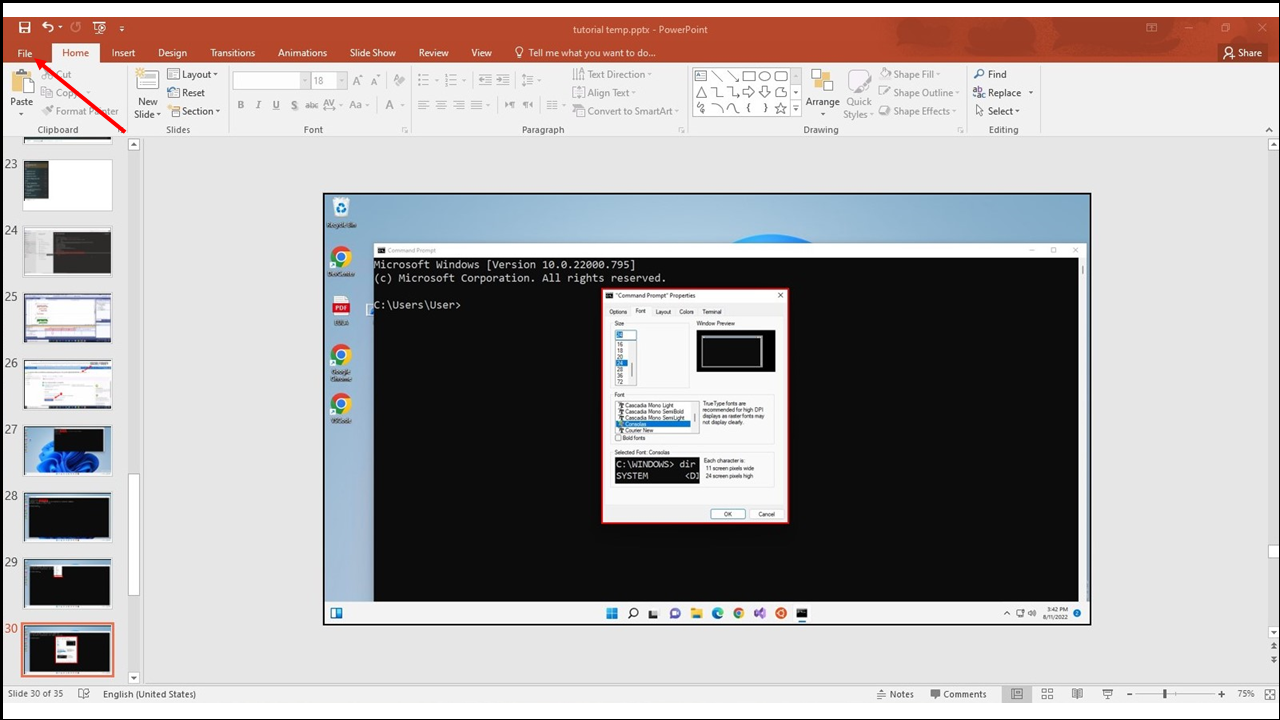 tutorial temp.pptx - PowerPoint
File Home Insert Design Transitions Animations Slide Show Review View Tell me what you want to do... Share
Paste
Cut
Copy
Format Painter
Clipboard
New Slide
Layout
Reset
Section
Slides
18
B I U S abc AV Aa A
Font
Text Direction
Align Text
Convert to SmartArt
Paragraph
Arrange
Quick Styles
Shape Fill
Shape Outline
Shape Effects
Drawing
Find
Replace
Select
Editing
23
24
25
26
27
28
29
30
Recycle Bin
PDF
Google
Chrome
Command Prompt
Microsoft Windows [Version 10.0.22000.795]
(c) Microsoft Corporation. All rights reserved.
C:\Users\User>
"Command Prompt" Properties
Options Font Layout Colors Terminal
Size
24
16
18
20
24
28
36
72
Window Preview
Font
Cascadia Mono Light
Cascadia Mono SemiBold
Cascadia Mono SemiLight
Consolas
Courier New
Bold fonts
TrueType fonts are
recommended for high DPI
displays as raster fonts may
not display clearly.
Selected Font: Consolas
C:\WINDOWS> dir
SYSTEM <DI
Each character is:
11 screen pixels wide
24 screen pixels high
OK Cancel
3:42 PM
8/11/2022
Slide 30 of 35 English (United States) Notes Comments 75%